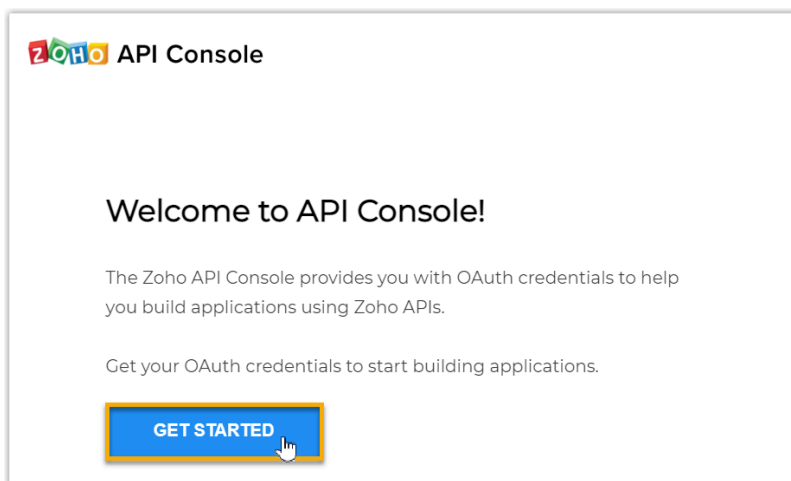 ZOHO API Console
Welcome to API Console!
The Zoho API Console provides you with OAuth credentials to help
you build applications using Zoho APIs.
Get your OAuth credentials to start building applications.
GET STARTED